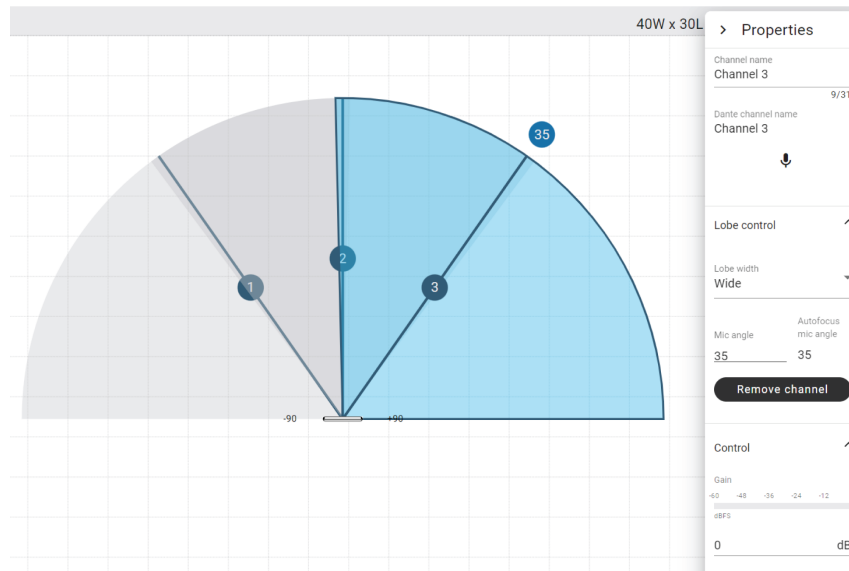 40W x 30L
Properties
Channel name
Channel 3
9/31
Dante channel name
Channel 3
35
2
Lobe control
1
3
Lobe width
Wide
Mic angle
Autofocus
mic angle
35
35
Remove channel
-90
+90
Control
Gain
-60 -48 -36 -24 -12
dBFS
0 dB